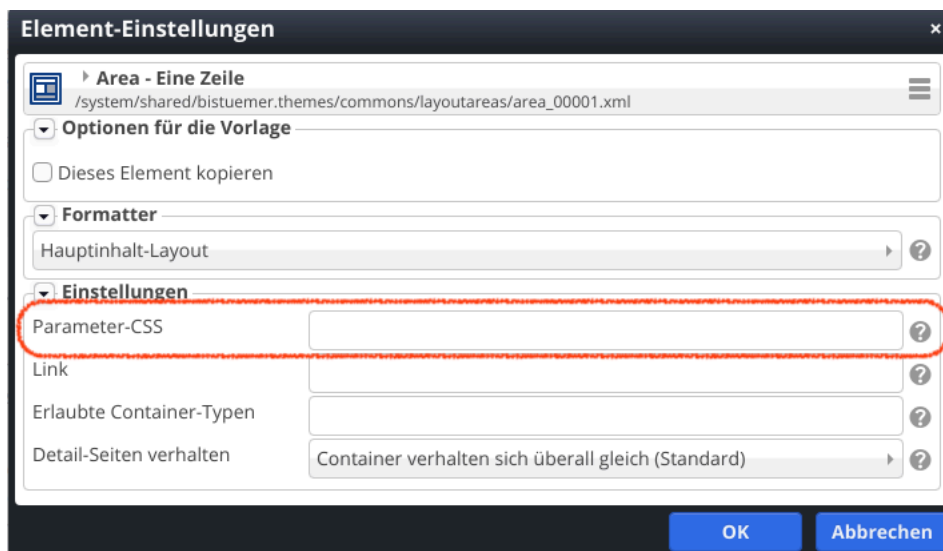 Element-Einstellungen
Area - Eine Zeile
/system/shared/bistuemer.themes/commons/layoutareas/area_00001.xml
Optionen für die Vorlage
Dieses Element kopieren
Formatter
Hauptinhalt-Layout
Einstellungen
Parameter-CSS
Link
Erlaubte Container-Typen
Detail-Seiten verhalten
Container verhalten sich überall gleich (Standard)
OK
Abbrechen